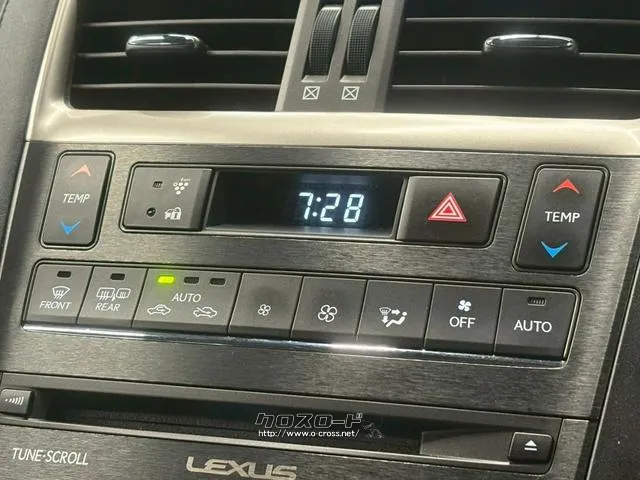 TEMP
7:28
TEMP
FRONT
REAR
AUTO
OFF
AUTO
クロスロード
http://www.o-cross.net/
TUNE•SCROLL
LEXUS